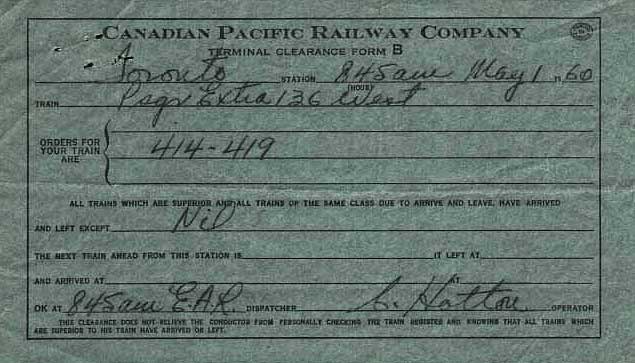 CANADIAN PACIFIC RAILWAY COMPANY
TERMINAL CLEARANCE FORM B
Toronto STATION 845am (HOUR) May 1 1960
TRAIN Psgr Extra 136 West
ORDERS FOR
YOUR TRAIN
ARE
414-419
ALL TRAINS WHICH ARE SUPERIOR AND ALL TRAINS OF THE SAME CLASS DUE TO ARRIVE AND LEAVE, HAVE ARRIVED
AND LEFT EXCEPT Nil
THE NEXT TRAIN AHEAD FROM THIS STATION IS IT LEFT AT
AND ARRIVED AT AT
OK AT 845am E.A.R. DISPATCHER C. Hatton OPERATOR
THIS CLEARANCE DOES NOT RELIEVE THE CONDUCTOR FROM PERSONALLY CHECKING THE TRAIN REGISTER AND KNOWING THAT ALL TRAINS WHICH
ARE SUPERIOR TO HIS TRAIN HAVE ARRIVED OR LEFT.